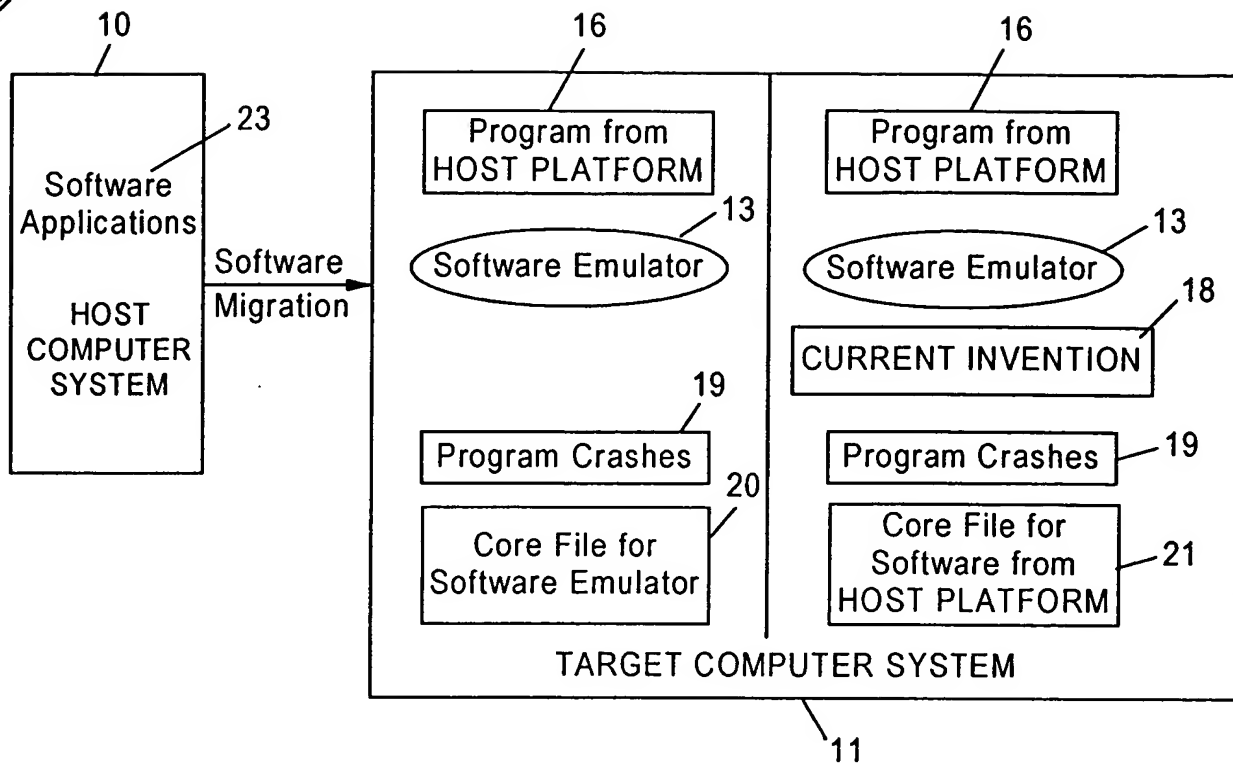 10
16
16
23
Software
Applications
HOST
COMPUTER
SYSTEM
Software
Migration
Program from
HOST PLATFORM
13
Software Emulator
19
Program Crashes
20
Core File for
Software Emulator
Program from
HOST PLATFORM
13
Software Emulator
18
CURRENT INVENTION
Program Crashes
19
Core File for
Software from
HOST PLATFORM
21
TARGET COMPUTER SYSTEM
11